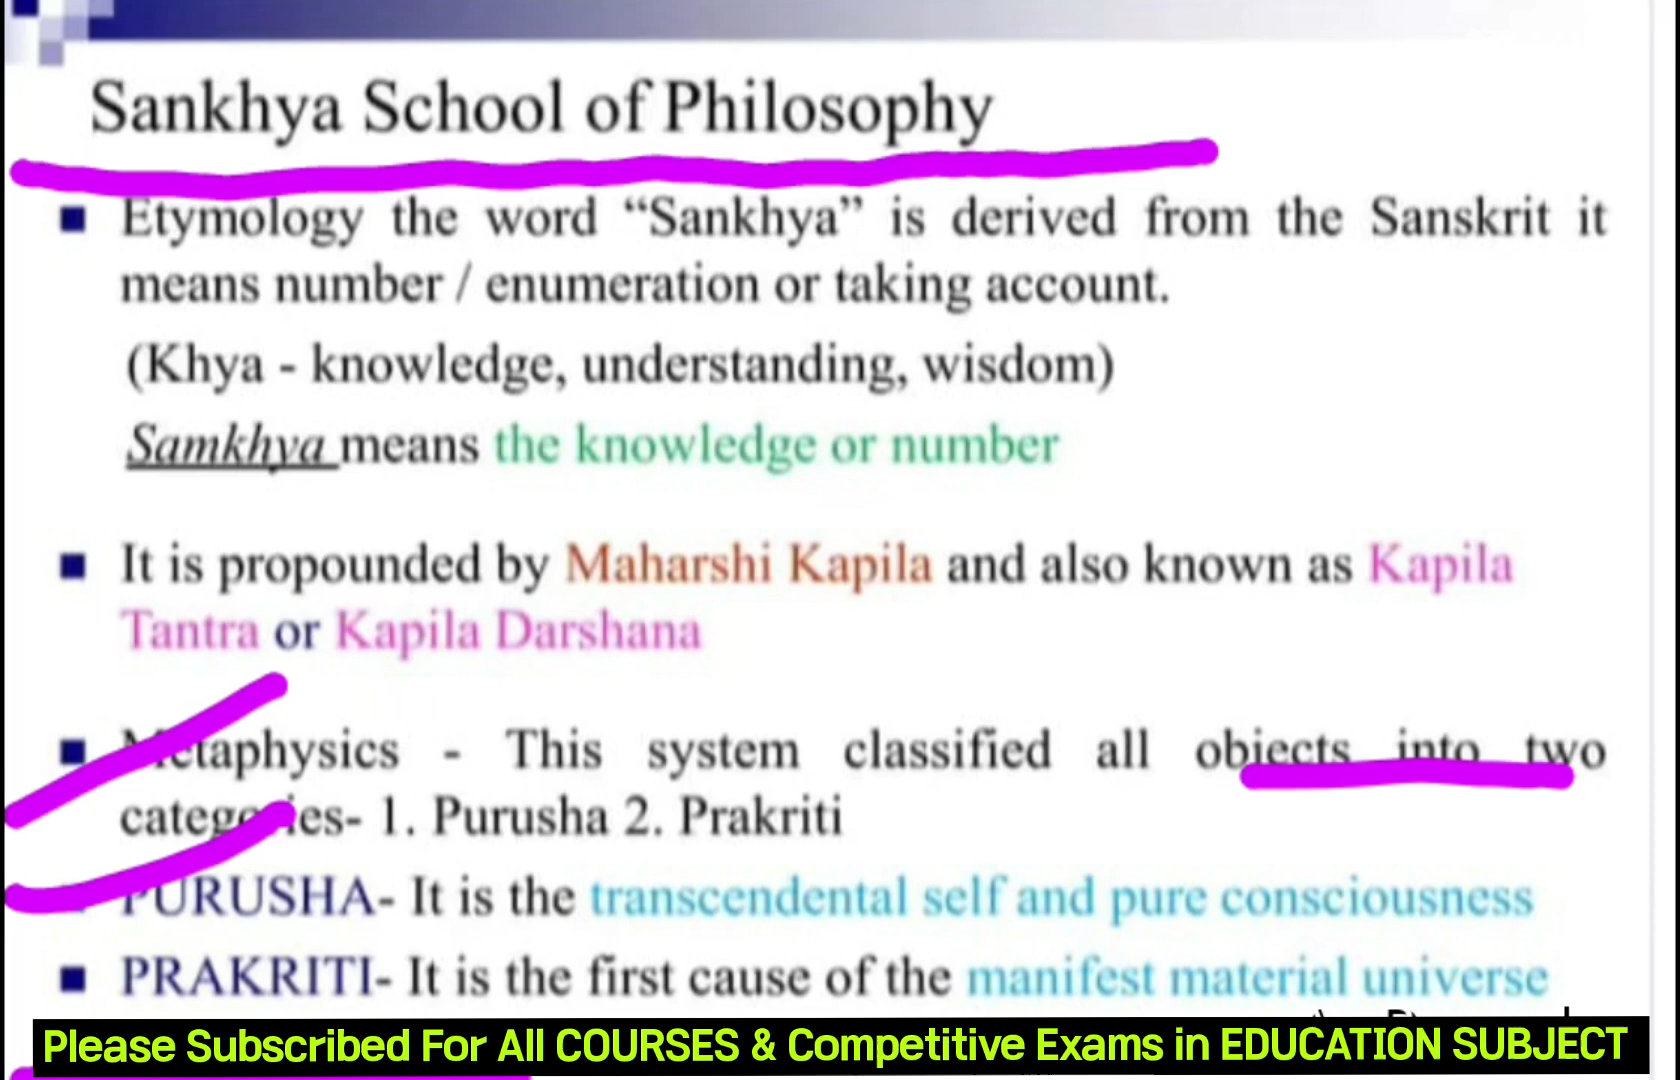 Sankhya School of Philosophy
Etymology the word “Sankhya” is derived from the Sanskrit it
means number / enumeration or taking account.
(Khya - knowledge, understanding, wisdom)
Samkhya means the knowledge or number
It is propounded by Maharshi Kapila and also known as Kapila
Tantra or Kapila Darshana
Metaphysics - This system classified all objects into two
categories- 1. Purusha 2. Prakriti
PURUSHA- It is the transcendental self and pure consciousness
PRAKRITI- It is the first cause of the manifest material universe
Please Subscribed For All COURSES & Competitive Exams in EDUCATION SUBJECT